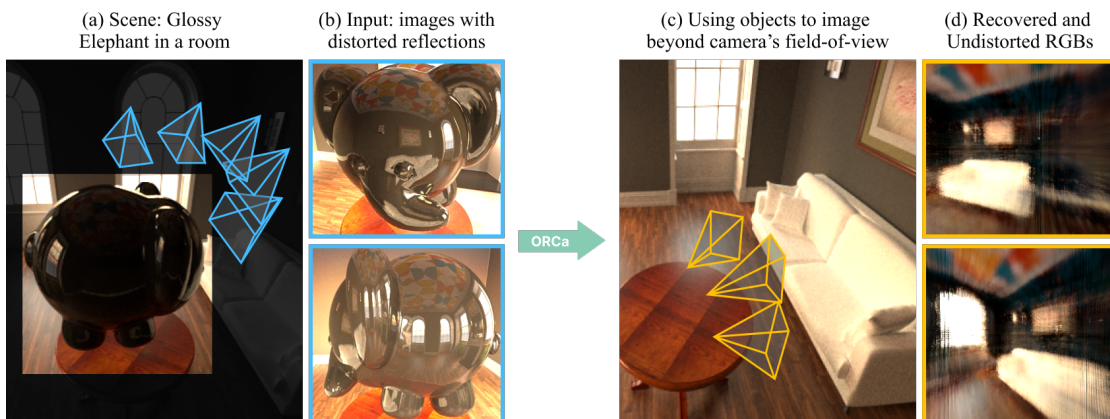 (a) Scene: Glossy
Elephant in a room
(b) Input: images with
distorted reflections
(c) Using objects to image
beyond camera's field-of-view
(d) Recovered and
Undistorted RGBs
ORCa